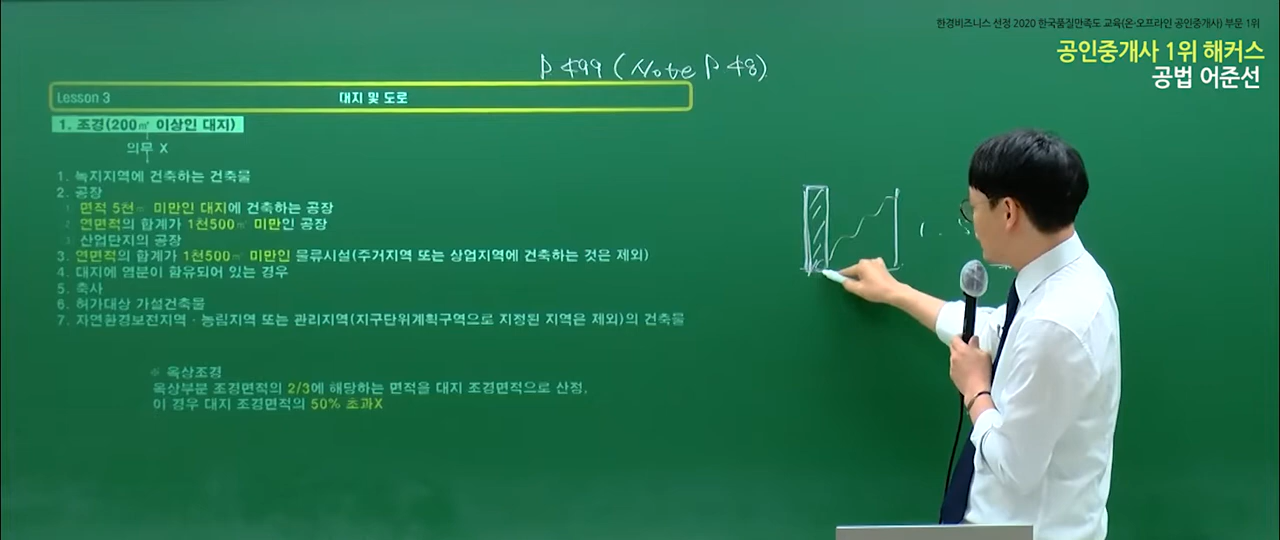 한경비즈니스 선정 2020 한국품질만족도 교육(온·오프라인 공인중개사) 부문 1위
공인중개사 1위 해커스
공법 어준선
P 499 (Note P 48)
Lesson 3 대지 및 도로
1. 조경(200㎡ 이상인 대지)
의무 X
1. 녹지지역에 건축하는 건축물
2. 공장
1 면적 5천㎡ 미만인 대지에 건축하는 공장
2 연면적의 합계가 1천500㎡ 미만인 공장
3 산업단지의 공장
3. 연면적의 합계가 1천500㎡ 미만인 물류시설(주거지역 또는 상업지역에 건축하는 것은 제외)
4. 대지에 염분이 함유되어 있는 경우
5. 축사
6. 허가대상 가설건축물
7. 자연환경보전지역·농림지역 또는 관리지역(지구단위계획구역으로 지정된 지역은 제외)의 건축물
※ 옥상조경
옥상부분 조경면적의 2/3에 해당하는 면적을 대지 조경면적으로 산정,
이 경우 대지 조경면적의 50% 초과X